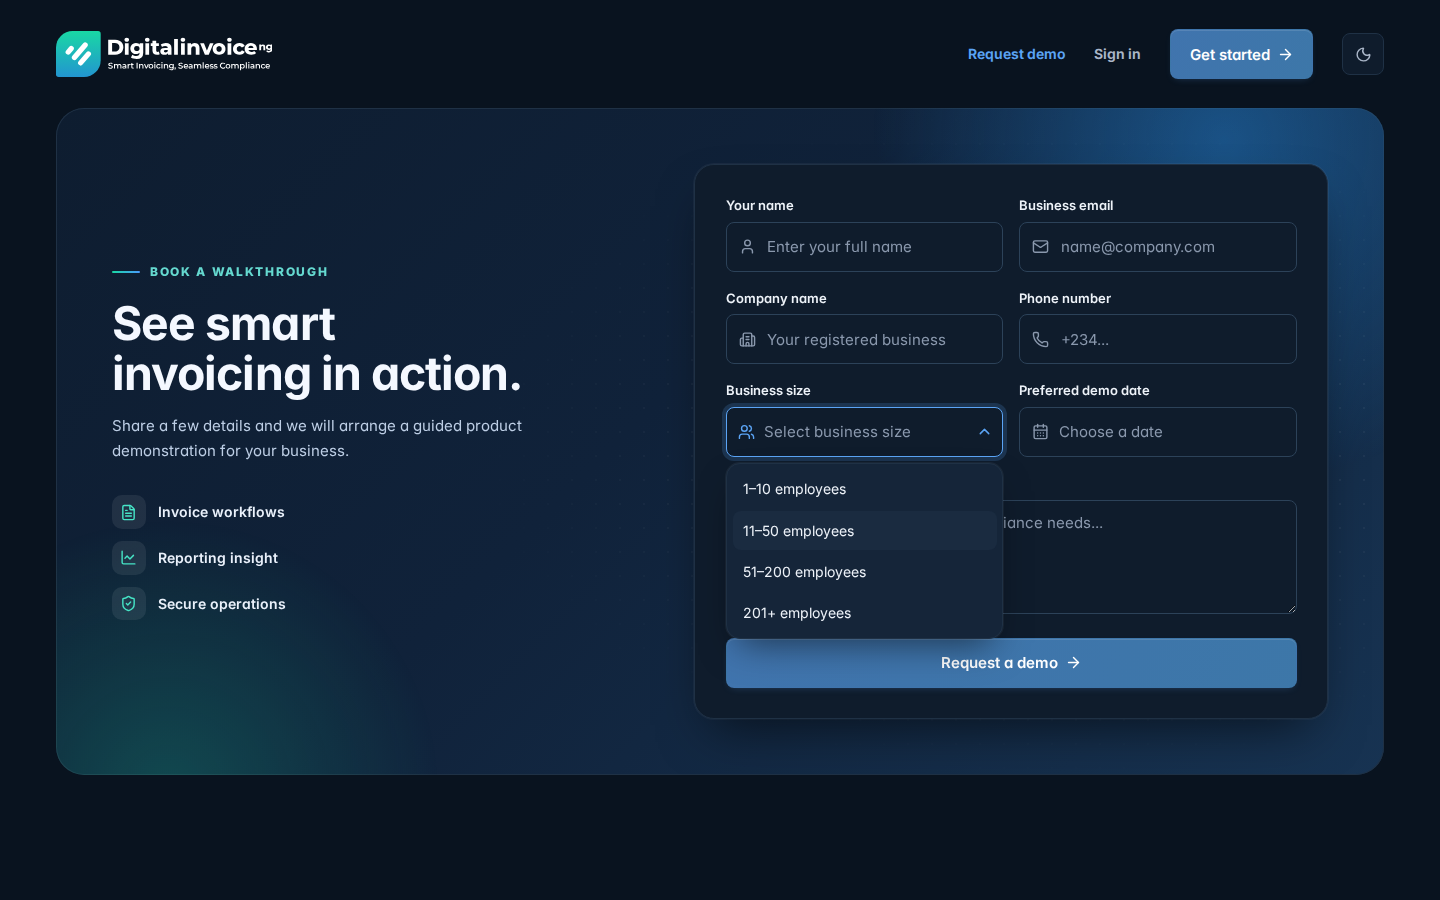 Digitalinvoice ng
Smart Invoicing, Seamless Compliance
Request demo
Sign in
Get started
BOOK A WALKTHROUGH
See smart
invoicing in action.
Share a few details and we will arrange a guided product
demonstration for your business.
Invoice workflows
Reporting insight
Secure operations
Your name
Business email
Enter your full name
name@company.com
Company name
Phone number
Your registered business
+234...
Business size
Preferred demo date
Select business size
Choose a date
1–10 employees
11–50 employees
51–200 employees
201+ employees
needs...
Request a demo